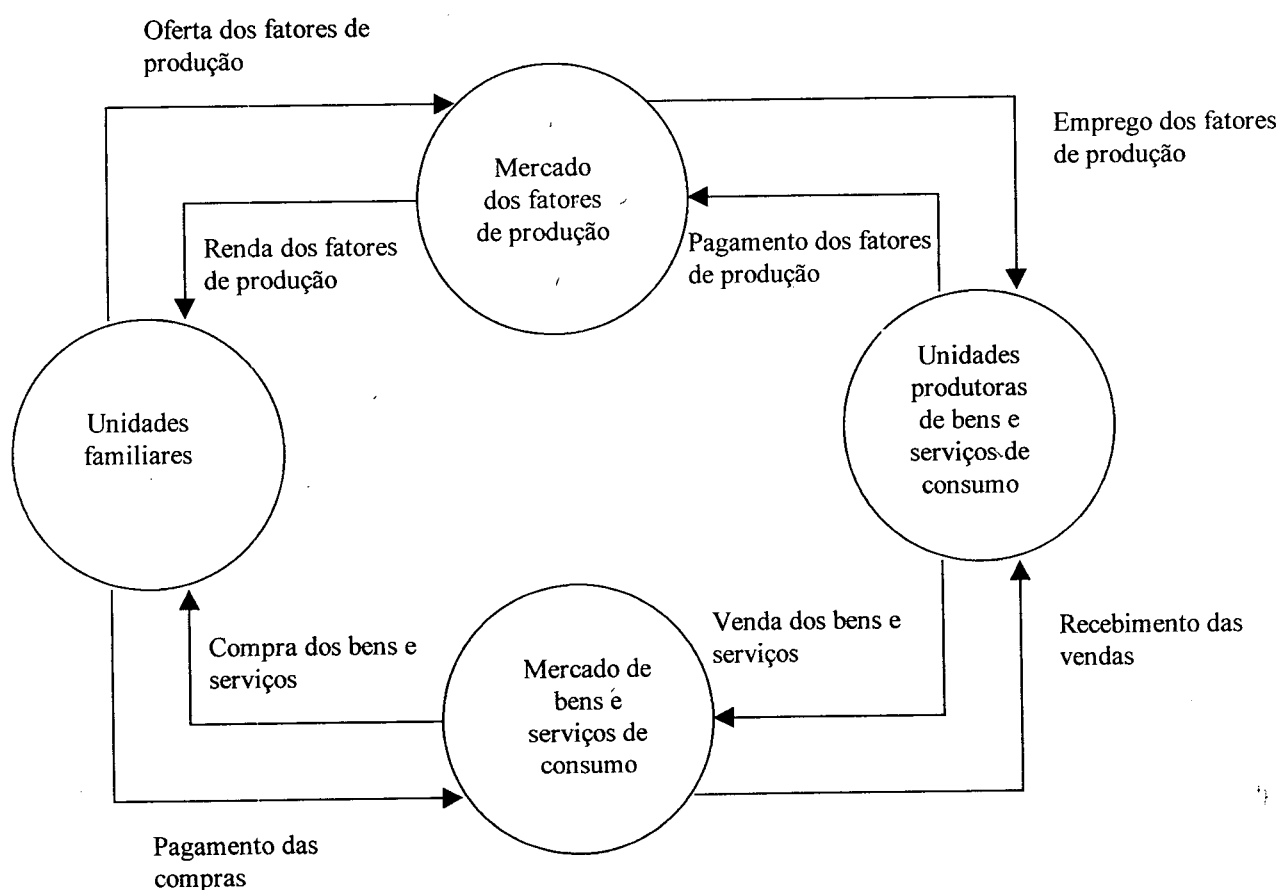 Oferta dos fatores de
produção
Mercado
dos fatores
de produção
Emprego dos fatores
de produção
Renda dos fatores
de produção
Pagamento dos fatores
de produção
Unidades
familiares
Unidades
produtoras
de bens e
serviços de
consumo
Compra dos bens e
serviços
Mercado de
bens e
serviços de
consumo
Venda dos bens e
serviços
Recebimento das
vendas
Pagamento das
compras